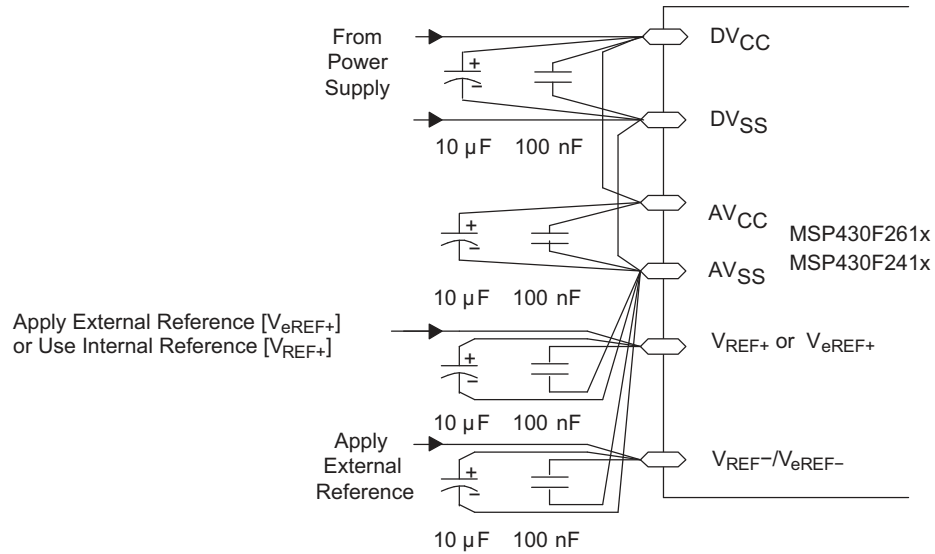 From
Power
Supply
+
−
10 µF 100 nF
DVCC
DVSS
+
−
10 µF 100 nF
AVCC
AVSS
MSP430F261x
MSP430F241x
Apply External Reference [VeREF+]
or Use Internal Reference [VREF+]
+
−
10 µF 100 nF
VREF+ or VeREF+
Apply
External
Reference
+
−
10 µF 100 nF
VREF−/VeREF−